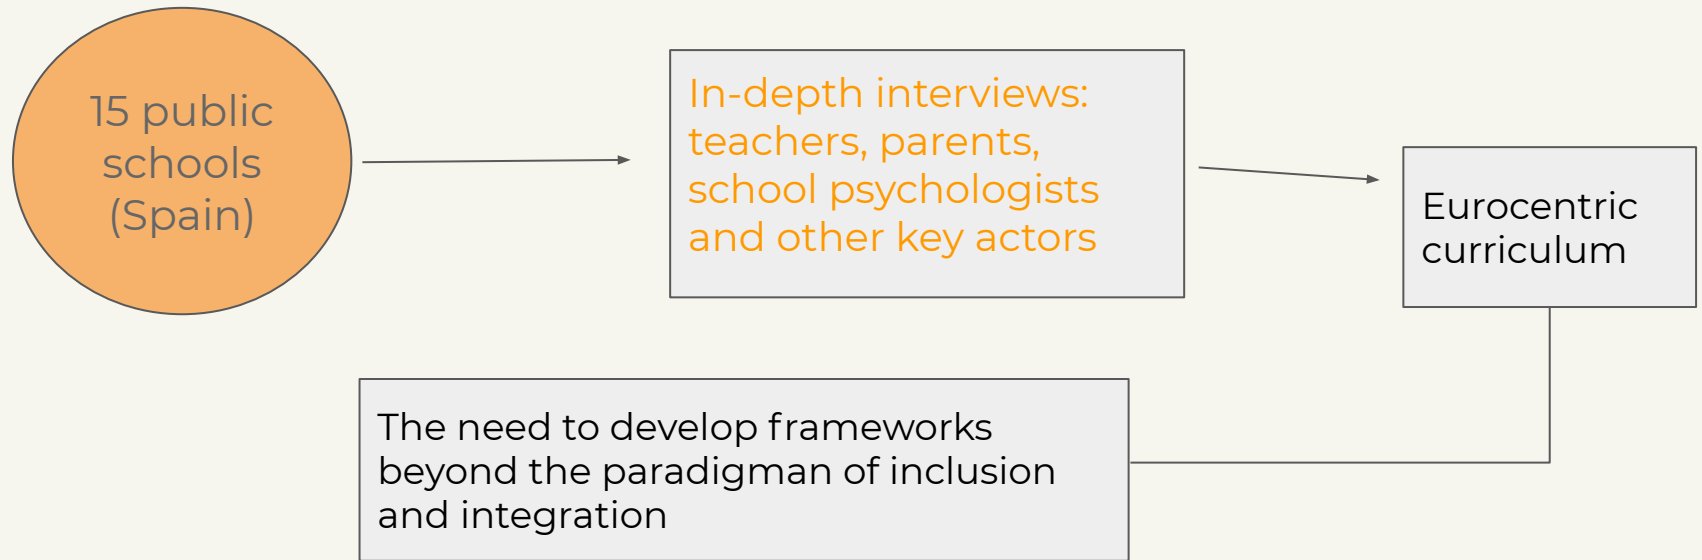 15 public
schools
(Spain)
In-depth interviews:
teachers, parents,
school psychologists
and other key actors
Eurocentric
curriculum
The need to develop frameworks
beyond the paradigman of inclusion
and integration